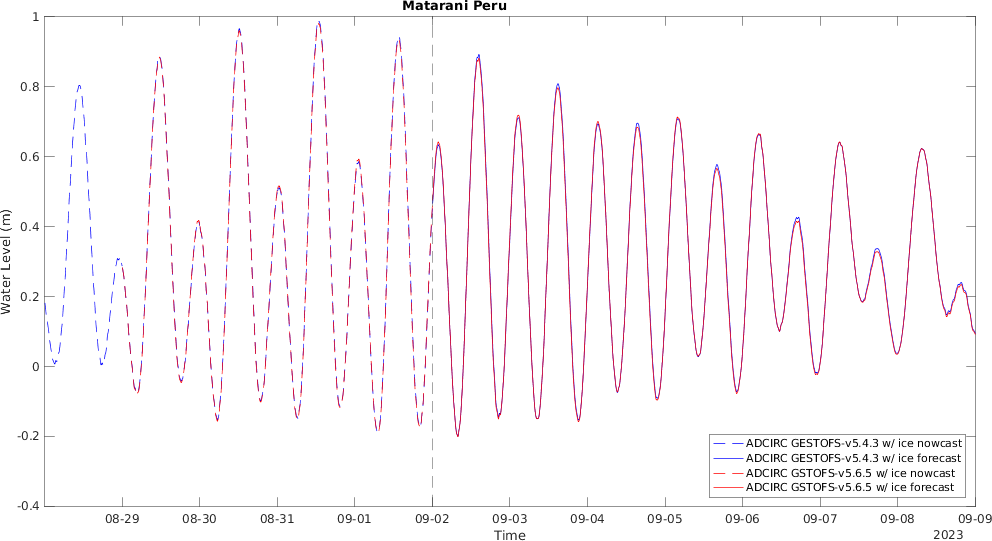 Matarani Peru
1
0.8
0.6
0.4
0.2
0
-0.2
-0.4
Water Level (m)
ADCIRC GESTOFS-v5.4.3 w/ ice nowcast
ADCIRC GESTOFS-v5.4.3 w/ ice forecast
ADCIRC GSTOFS-v5.6.5 w/ ice nowcast
ADCIRC GSTOFS-v5.6.5 w/ ice forecast
08-29 08-30 08-31 09-01 09-02 09-03 09-04 09-05 09-06 09-07 09-08 09-09
Time
2023